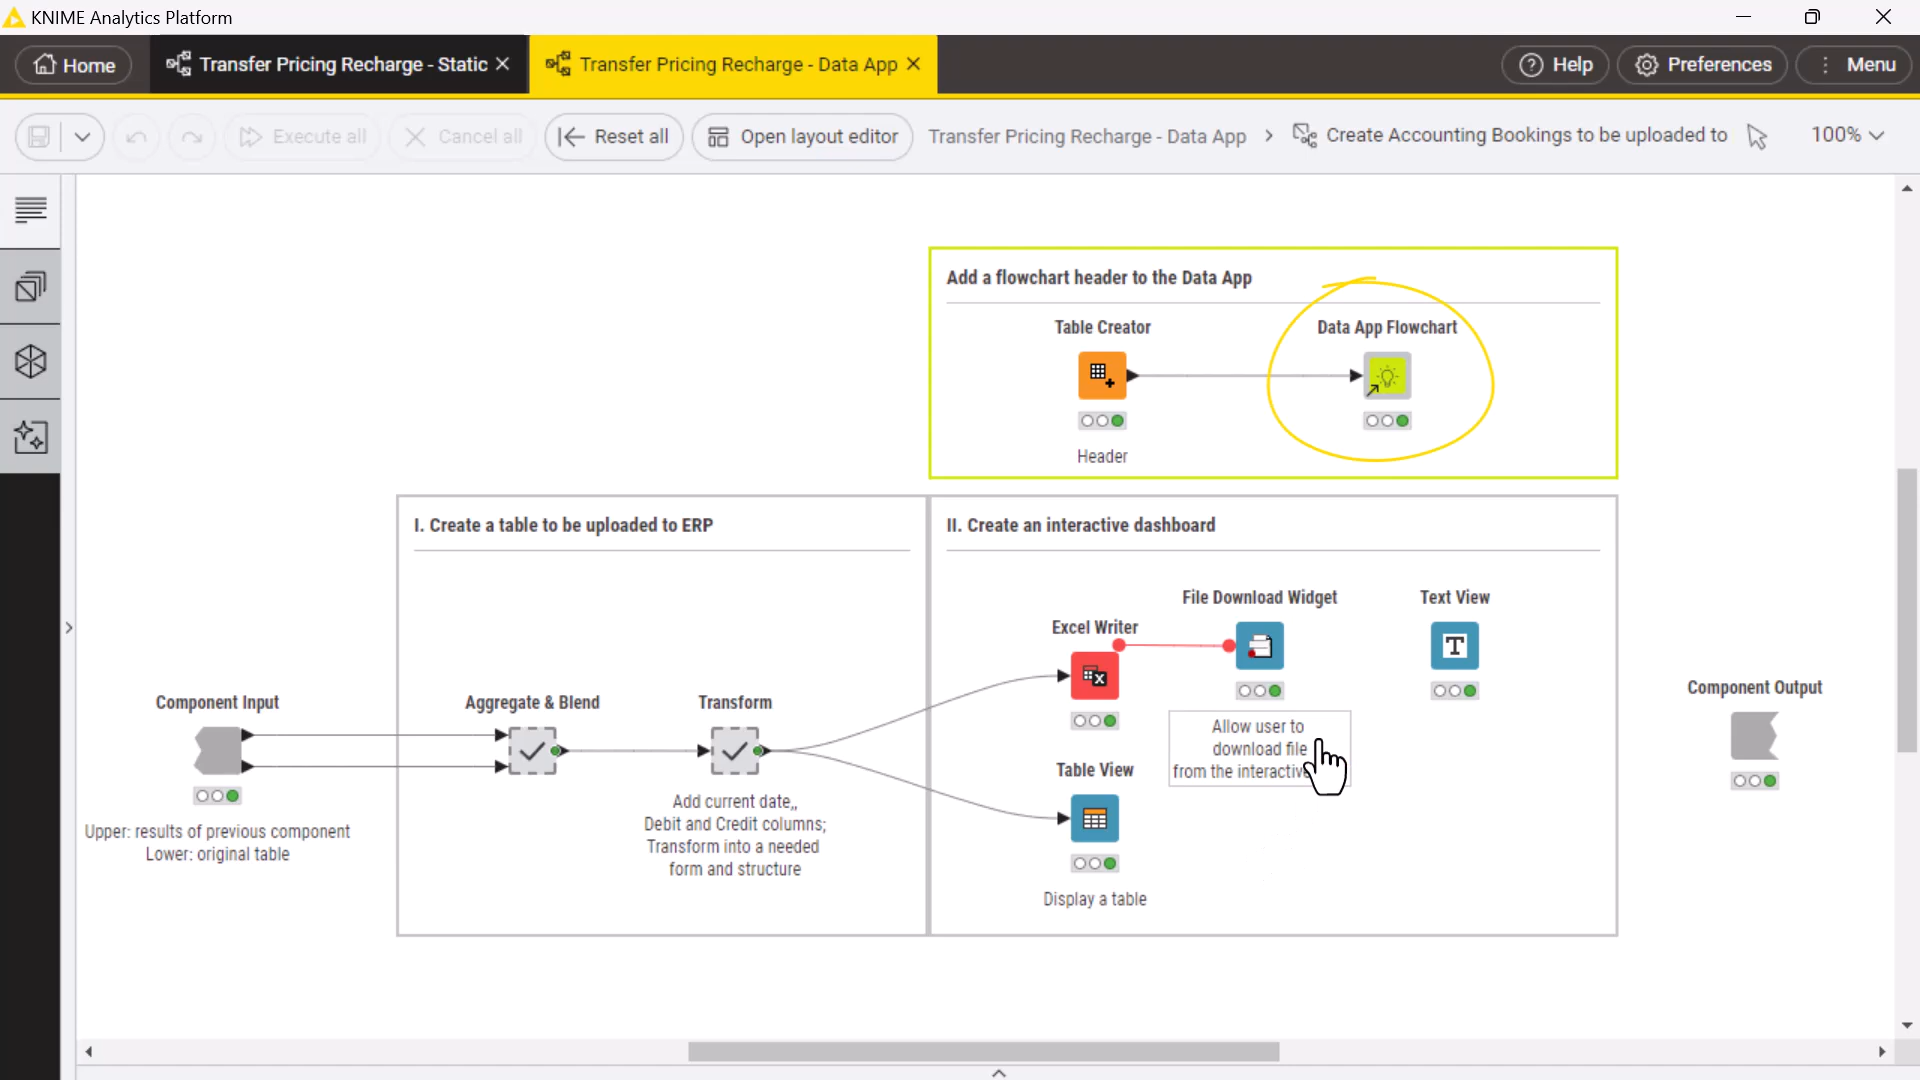 KNIME Analytics Platform
Home
Transfer Pricing Recharge - Static
Transfer Pricing Recharge - Data App
Help
Preferences
Menu
Execute all
Cancel all
Reset all
Open layout editor
Transfer Pricing Recharge - Data App
Create Accounting Bookings to be uploaded to
100%
Add a flowchart header to the Data App
Table Creator
Data App Flowchart
Header
I. Create a table to be uploaded to ERP
II. Create an interactive dashboard
File Download Widget
Text View
Excel Writer
Component Input
Aggregate & Blend
Transform
Component Output
Allow user to
download file
from the interactive
Table View
Add current date,,
Debit and Credit columns;
Transform into a needed
form and structure
Upper: results of previous component
Lower: original table
Display a table